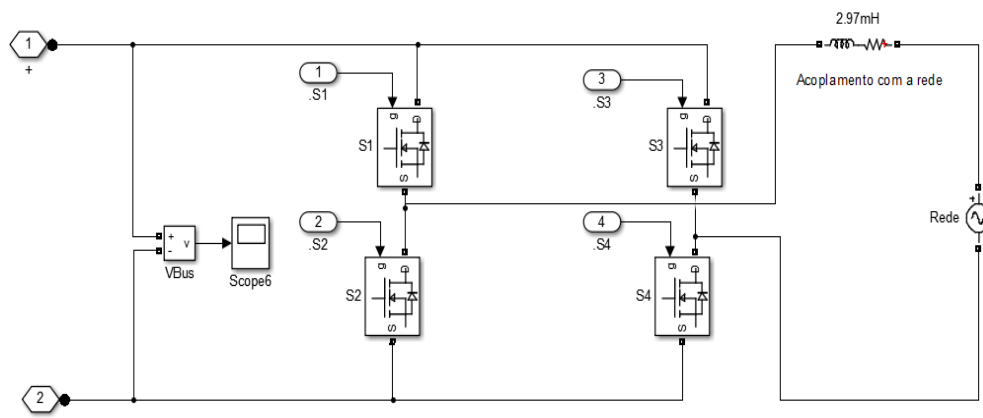 1
+
1
.S1
S1
3
.S3
S3
2.97mH
Acoplamento com a rede
g
D
S
g
D
S
+
-
v
VBus
Scope6
2
.S2
S2
4
.S4
S4
g
D
S
g
D
S
+
Rede
2